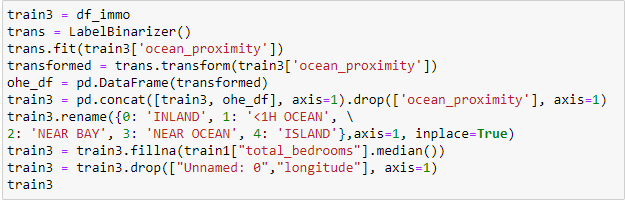 train3 = df_immo
trans = LabelBinarizer()
trans.fit(train3['ocean_proximity'])
transformed = trans.transform(train3['ocean_proximity'])
ohe_df = pd.DataFrame(transformed)
train3 = pd.concat([train3, ohe_df], axis=1).drop(['ocean_proximity'], axis=1)
train3.rename({0: 'INLAND', 1: '<1H OCEAN', \
2: 'NEAR BAY', 3: 'NEAR OCEAN', 4: 'ISLAND'},axis=1, inplace=True)
train3 = train3.fillna(train1["total_bedrooms"].median())
train3 = train3.drop(["Unnamed: 0","longitude"], axis=1)
train3